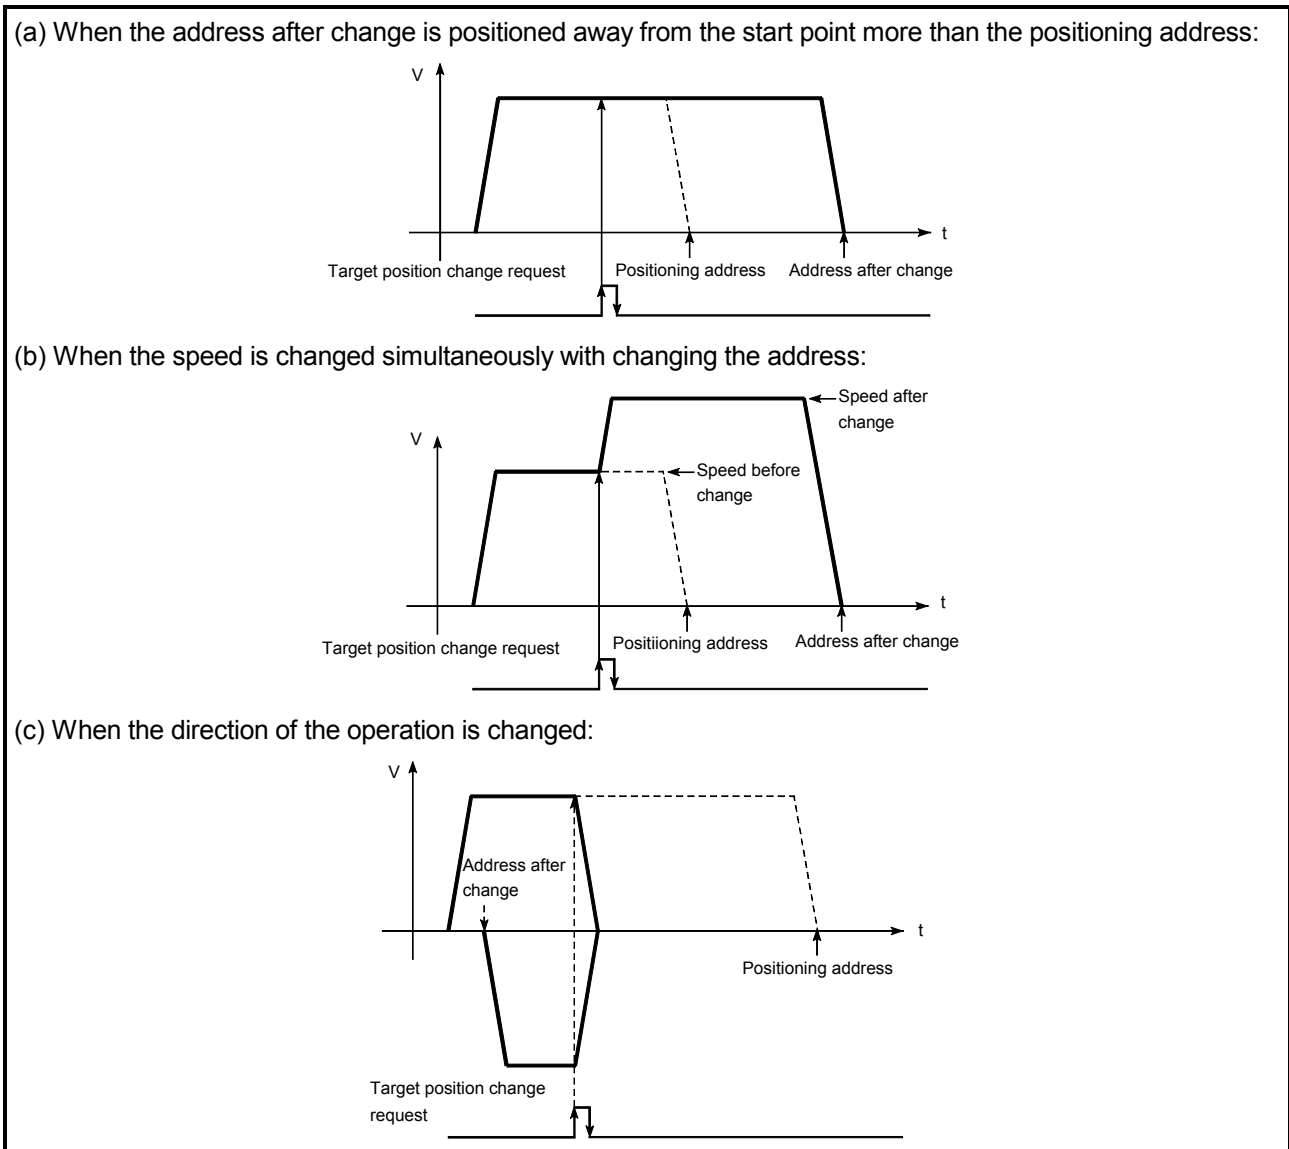 (a) When the address after change is positioned away from the start point more than the positioning address:
V
t
Target position change request
Positioning address
Address after change
(b) When the speed is changed simultaneously with changing the address:
Speed after
change
V
Speed before
change
t
Target position change request
Positiioning address
Address after change
(c) When the direction of the operation is changed:
V
Address after
change
t
Positioning address
Target position change
request